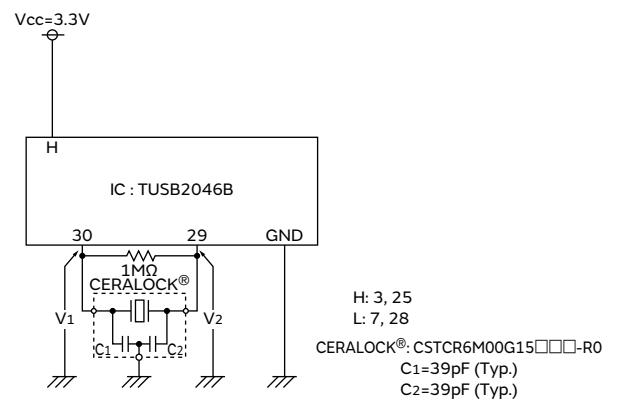 Vcc=3.3V
H
IC : TUSB2046B
30 29 GND
1MΩ
CERALOCK®
V1 V2
C1 C2
H: 3, 25
L: 7, 28
CERALOCK®: CSTCR6M00G15□□□-R0
C1=39pF (Typ.)
C2=39pF (Typ.)